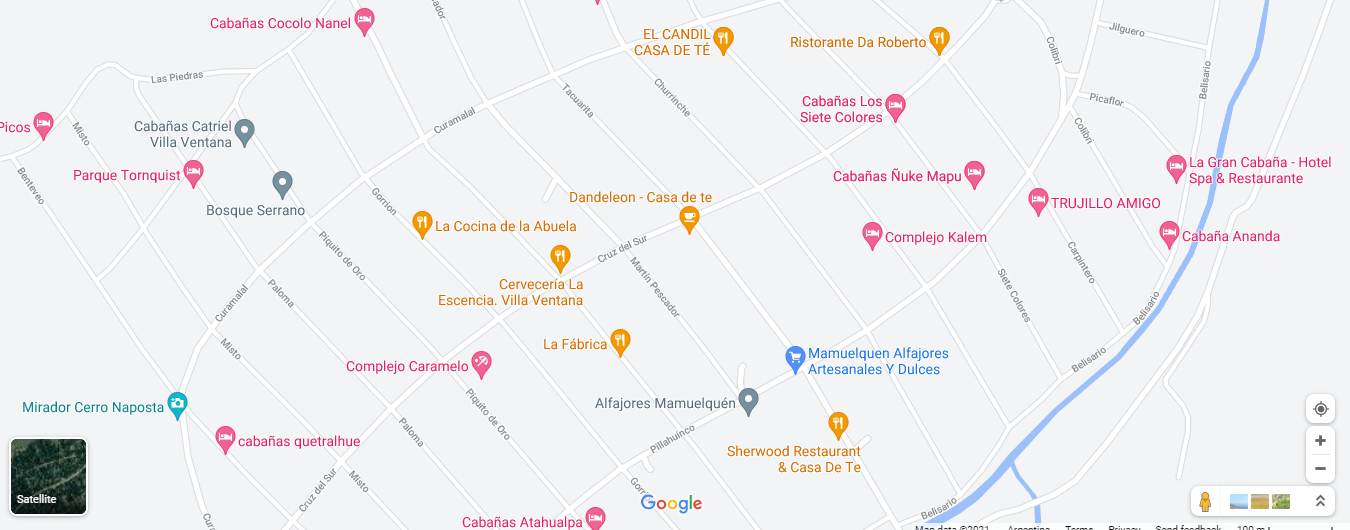 Cabañas Cocolo Nanel
EL CANDIL
CASA DE TÉ
Ristorante Da Roberto
Jilguero
Colibrí
Las Piedras
Belisario
Tacuarita
Churrinche
Picaflor
Cabañas Los
Siete Colores
Curamalal
Colibrí
Picos
Misto
Cabañas Catriel
Villa Ventana
La Gran Cabaña - Hotel
Spa & Restaurante
Parque Tornquist
Cabañas Ñuke Mapu
Benteveo
Gorrion
Dandeleon - Casa de te
TRUJILLO AMIGO
Bosque Serrano
La Cocina de la Abuela
Complejo Kalem
Cabaña Ananda
Piquito de Oro
Cruz del Sur
Carpintero
Martín Pescador
Siete Colores
Cervecería La
Escencia. Villa Ventana
Curamalal
Paloma
Belisario
La Fábrica
Misto
Mamuelquen Alfajores
Artesanales Y Dulces
Belisario
Complejo Caramelo
Mirador Cerro Naposta
Alfajores Mamuelquén
Piquito de Oro
Paloma
Pillahuinco
cabañas quetralhue
Sherwood Restaurant
& Casa De Te
Cruz del Sur
Satellite
Google
Belisario
Cabañas Atahualpa
Map data ©2021 Argentina Terms Privacy Send feedback 100 m